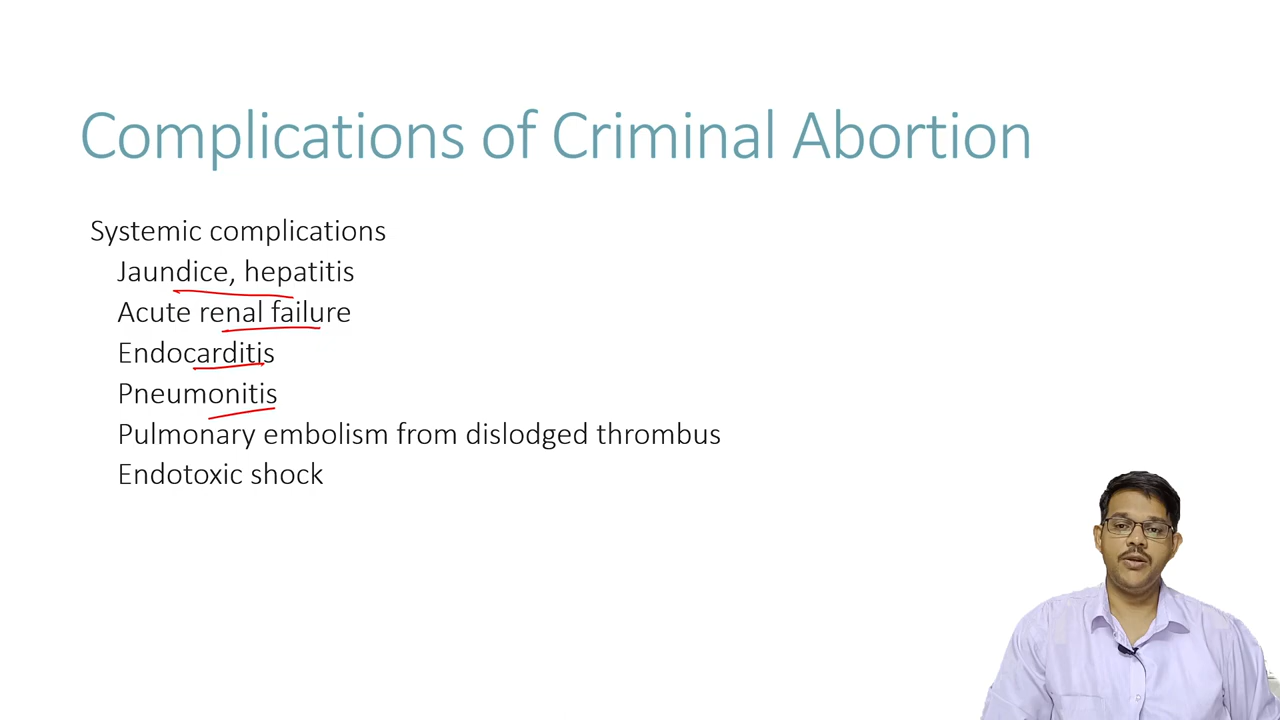 Complications of Criminal Abortion
Systemic complications
Jaundice, hepatitis
Acute renal failure
Endocarditis
Pneumonitis
Pulmonary embolism from dislodged thrombus
Endotoxic shock